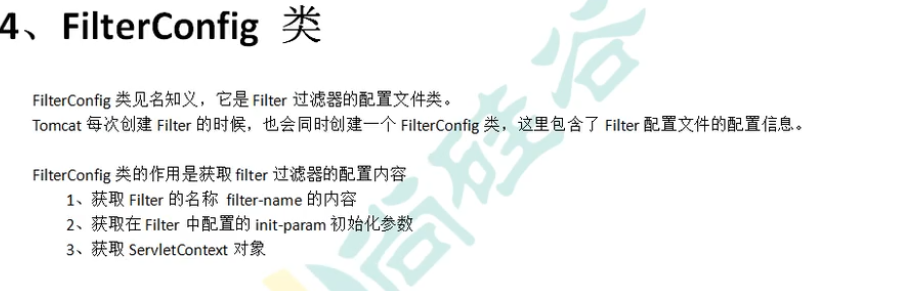 4、FilterConfig 类
FilterConfig 类见名知义，它是 Filter 过滤器的配置文件类。
Tomcat 每次创建 Filter 的时候，也会同时创建一个 FilterConfig 类，这里包含了 Filter 配置文件的配置信息。
FilterConfig 类的作用是获取 filter 过滤器的配置内容
1、获取 Filter 的名称 filter-name 的内容
2、获取在 Filter 中配置的 init-param 初始化参数
3、获取 ServletContext 对象
尚硅谷